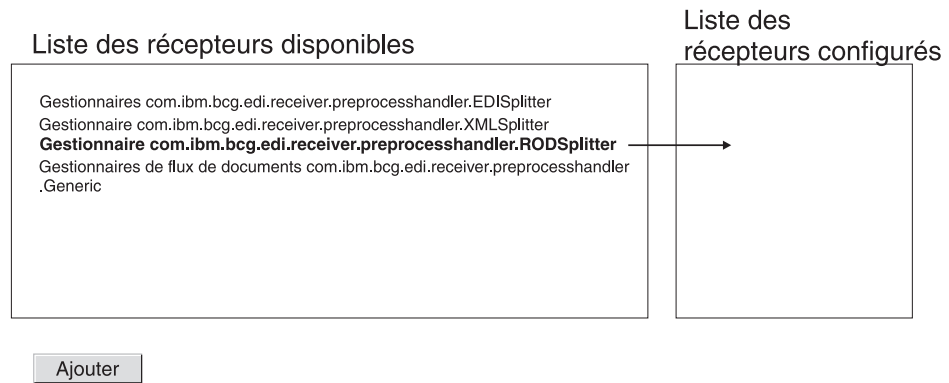 Liste des récepteurs disponibles
Liste des
récepteurs configurés
Gestionnaires com.ibm.bcg.edi.receiver.preprocesshandler.EDISplitter
Gestionnaire com.ibm.bcg.edi.receiver.preprocesshandler.XMLSplitter
Gestionnaire com.ibm.bcg.edi.receiver.preprocesshandler.RODSplitter
Gestionnaires de flux de documents com.ibm.bcg.edi.receiver.preprocesshandler
.Generic
Ajouter